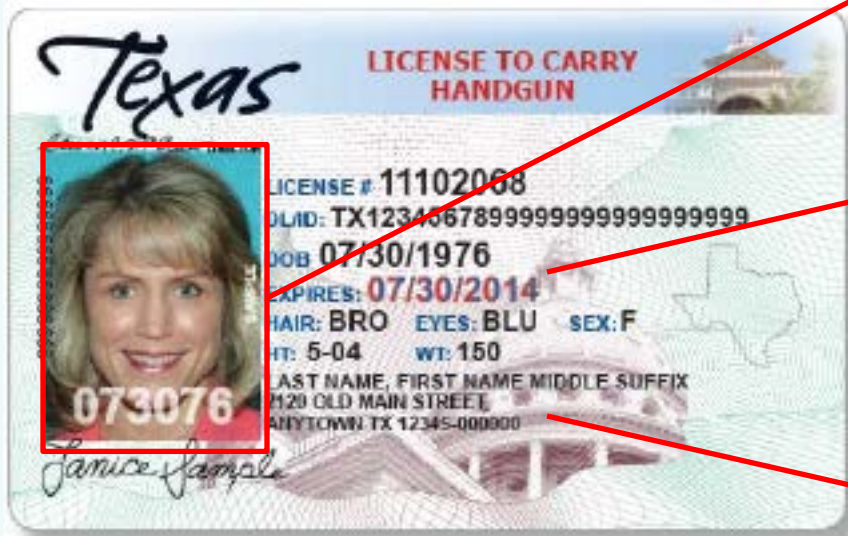 Texas
LICENSE TO CARRY
HANDGUN
LICENSE # 11102068
DL/ID: TX12345678999999999999999999
DOB 07/30/1976
EXPIRES: 07/30/2014
HAIR: BRO EYES: BLU SEX: F
HT: 5-04 WT: 150
LAST NAME, FIRST NAME MIDDLE SUFFIX
2120 OLD MAIN STREET
ANYTOWN TX 12345-000000
073076
Janice Sample